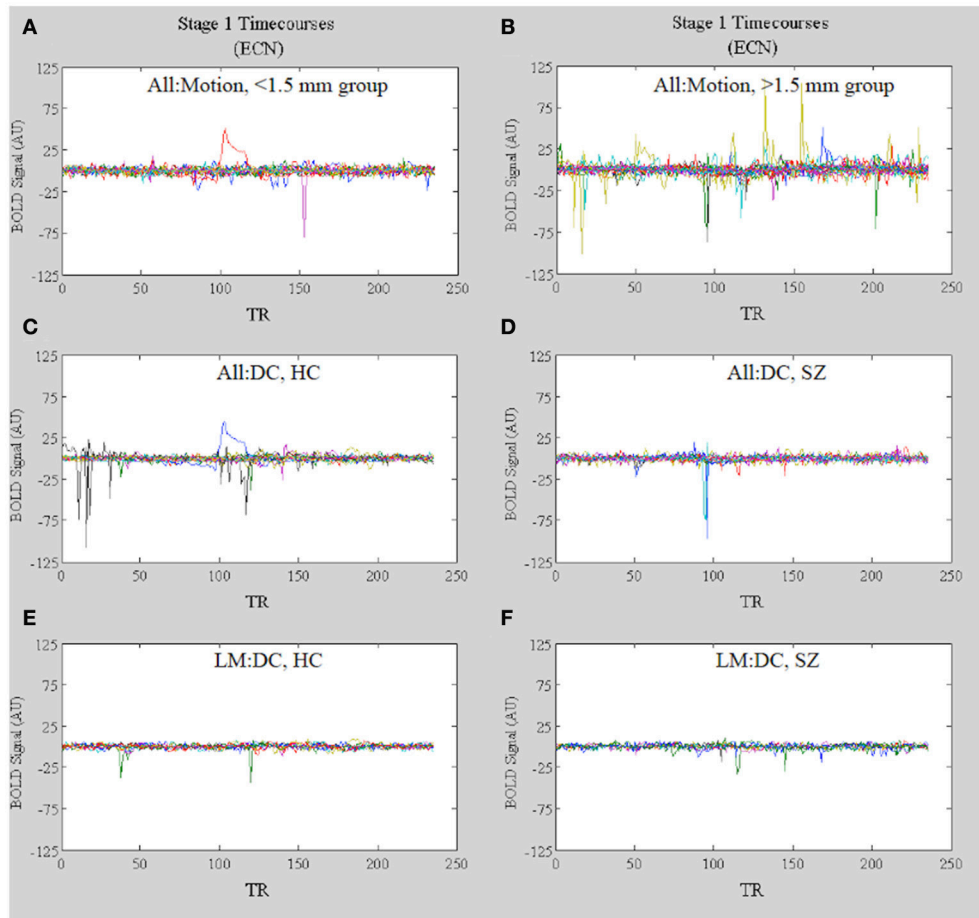 A
Stage 1 Timecourses
(ECN)
All:Motion, <1.5 mm group
BOLD Signal (AU)
125
75
25
-25
-75
-125
0 50 100 150 200 250
TR
B
Stage 1 Timecourses
(ECN)
All:Motion, >1.5 mm group
BOLD Signal (AU)
125
75
25
-25
-75
-125
0 50 100 150 200 250
TR
C
All:DC, HC
BOLD Signal (AU)
125
75
25
-25
-75
-125
0 50 100 150 200 250
TR
D
All:DC, SZ
BOLD Signal (AU)
125
75
25
-25
-75
-125
0 50 100 150 200 250
TR
E
LM:DC, HC
BOLD Signal (AU)
125
75
25
-25
-75
-125
0 50 100 150 200 250
TR
F
LM:DC, SZ
BOLD Signal (AU)
125
75
25
-25
-75
-125
0 50 100 150 200 250
TR